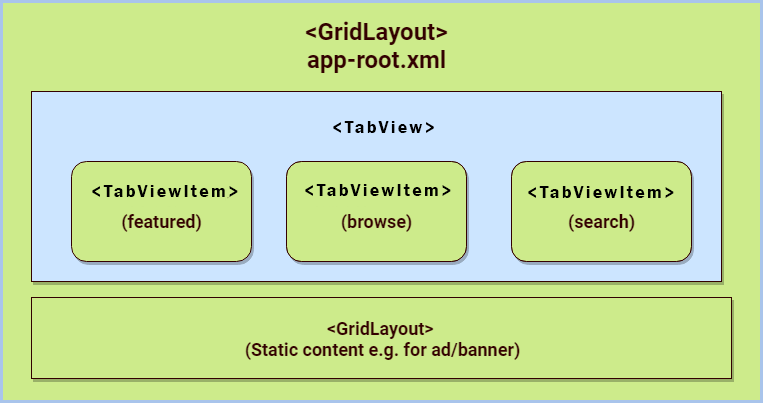 <GridLayout>
app-root.xml
<TabView>
<TabViewItem>
(featured)
<TabViewItem>
(browse)
<TabViewItem>
(search)
<GridLayout>
(Static content e.g. for ad/banner)